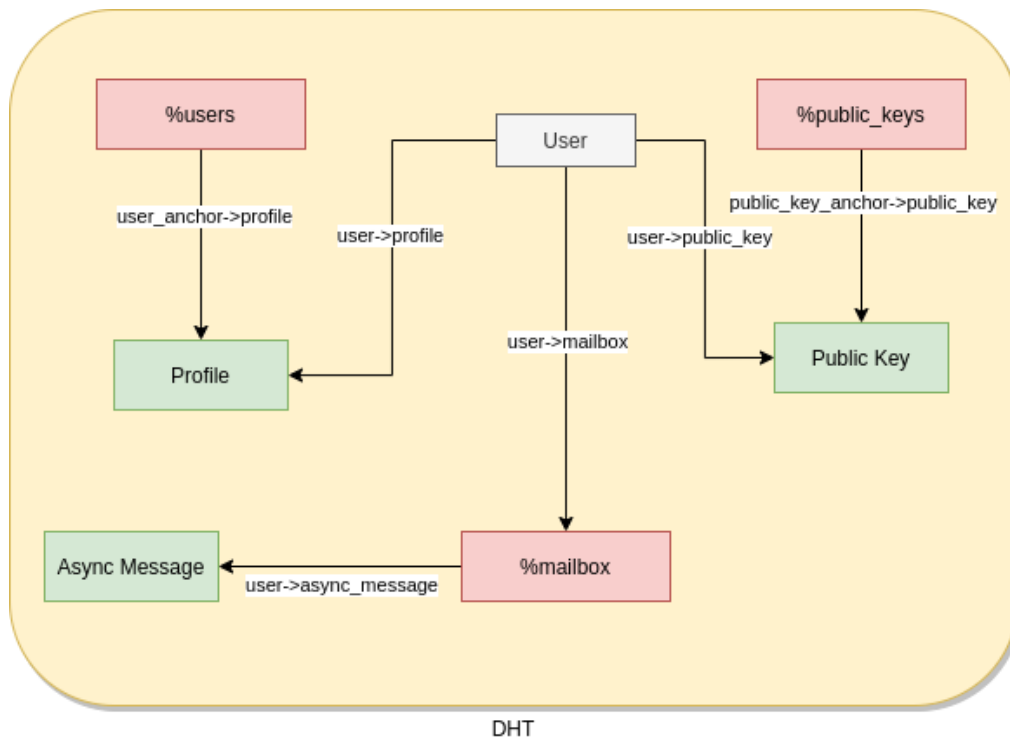 %users
User
%public_keys
user_anchor->profile
public_key_anchor->public_key
user->profile
user->public_key
user->mailbox
Profile
Public Key
Async Message
user->async_message
%mailbox
DHT